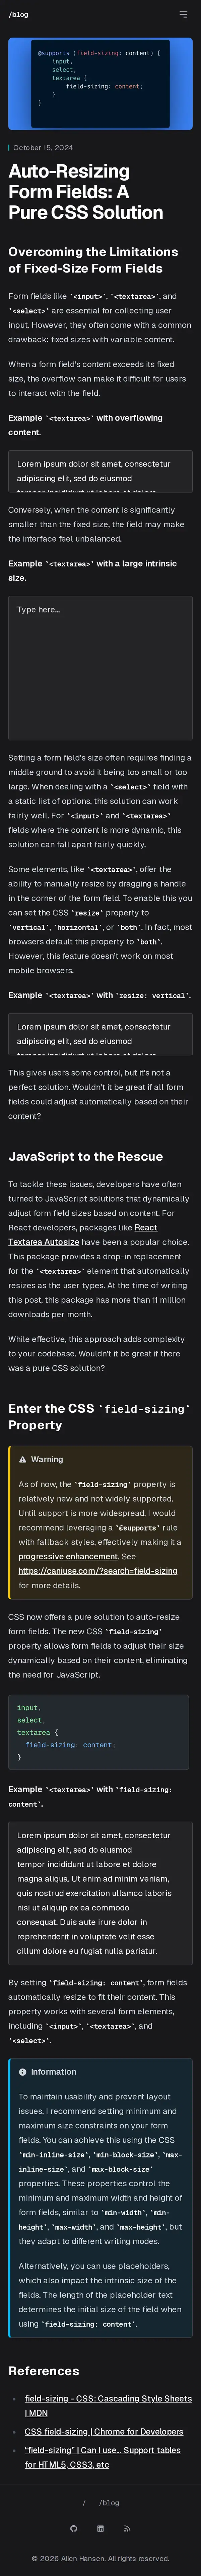 /blog
@supports (field-sizing: content) {
input,
select,
textarea {
field-sizing: content;
}
}
October 15, 2024
Auto-Resizing
Form Fields: A
Pure CSS Solution
Overcoming the Limitations
of Fixed-Size Form Fields
Form fields like `<input>`, `<textarea>`, and
`<select>` are essential for collecting user
input. However, they often come with a common
drawback: fixed sizes with variable content.
When a form field's content exceeds its fixed
size, the overflow can make it difficult for users
to interact with the field.
Example `<textarea>` with overflowing
content.
Lorem ipsum dolor sit amet, consectetur
adipiscing elit, sed do eiusmod
tempor incididunt ut labore et dolore
Conversely, when the content is significantly
smaller than the fixed size, the field may make
the interface feel unbalanced.
Example `<textarea>` with a large intrinsic
size.
Type here...
Setting a form field's size often requires finding a
middle ground to avoid it being too small or too
large. When dealing with a `<select>` field with
a static list of options, this solution can work
fairly well. For `<input>` and `<textarea>`
fields where the content is more dynamic, this
solution can fall apart fairly quickly.
Some elements, like `<textarea>`, offer the
ability to manually resize by dragging a handle
in the corner of the form field. To enable this you
can set the CSS `resize` property to
`vertical`, `horizontal`, or `both`. In fact, most
browsers default this property to `both`.
However, this feature doesn't work on most
mobile browsers.
Example `<textarea>` with `resize: vertical`.
Lorem ipsum dolor sit amet, consectetur
adipiscing elit, sed do eiusmod
tempor incididunt ut labore et dolore
This gives users some control, but it's not a
perfect solution. Wouldn't it be great if all form
fields could adjust automatically based on their
content?
JavaScript to the Rescue
To tackle these issues, developers have often
turned to JavaScript solutions that dynamically
adjust form field sizes based on content. For
React developers, packages like React
Textarea Autosize have been a popular choice.
This package provides a drop-in replacement
for the `<textarea>` element that automatically
resizes as the user types. At the time of writing
this post, this package has more than 11 million
downloads per month.
While effective, this approach adds complexity
to your codebase. Wouldn't it be great if there
was a pure CSS solution?
Enter the CSS `field-sizing`
Property
Warning
As of now, the `field-sizing` property is
relatively new and not widely supported.
Until support is more widespread, I would
recommend leveraging a `@supports` rule
with fallback styles, effectively making it a
progressive enhancement. See
https://caniuse.com/?search=field-sizing
for more details.
CSS now offers a pure solution to auto-resize
form fields. The new CSS `field-sizing`
property allows form fields to adjust their size
dynamically based on their content, eliminating
the need for JavaScript.
input,
select,
textarea {
field-sizing: content;
}
Example `<textarea>` with `field-sizing:
content`.
Lorem ipsum dolor sit amet, consectetur
adipiscing elit, sed do eiusmod
temporincididunt ut labore et dolore
magna aliqua. Ut enim ad minim veniam,
quis nostrud exercitation ullamco laboris
nisi ut aliquip ex ea commodo
consequat. Duis aute irure dolor in
reprehenderit in voluptate velit esse
cillum dolore eu fugiat nulla pariatur.
By setting `field-sizing: content`, form fields
automatically resize to fit their content. This
property works with several form elements,
including `<input>`, `<textarea>`, and
`<select>`.
Information
To maintain usability and prevent layout
issues, I recommend setting minimum and
maximum size constraints on your form
fields. You can achieve this using the CSS
`min-inline-size`, `min-block-size`, `max-
inline-size`, and `max-block-size`
properties. These properties control the
minimum and maximum width and height of
form fields, similar to `min-width`, `min-
height`, `max-width`, and `max-height`, but
they adapt to different writing modes.
Alternatively, you can use placeholders,
which also impact the intrinsic size of the
fields. The length of the placeholder text
determines the initial size of the field when
using `field-sizing: content`.
References
field-sizing - CSS: Cascading Style Sheets
| MDN
CSS field-sizing | Chrome for Developers
"field-sizing" | Can I use... Support tables
for HTML5, CSS3, etc
/ /blog
© 2026 Allen Hansen. All rights reserved.